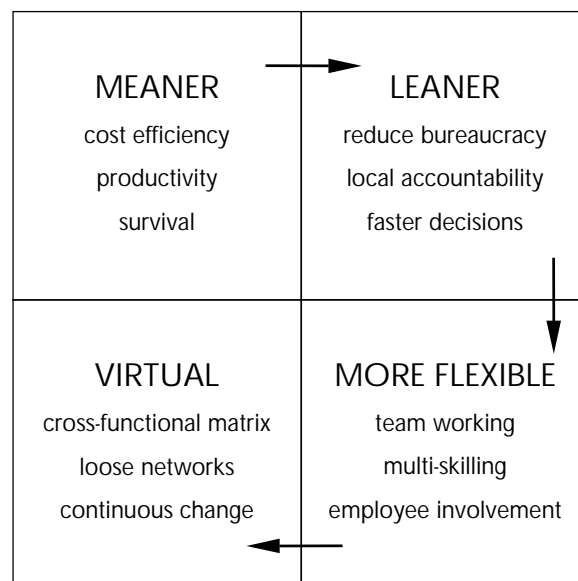 MEANER
cost efficiency
productivity
survival
LEANER
reduce bureaucracy
local accountability
faster decisions
VIRTUAL
cross-functional matrix
loose networks
continuous change
MORE FLEXIBLE
team working
multi-skilling
employee involvement